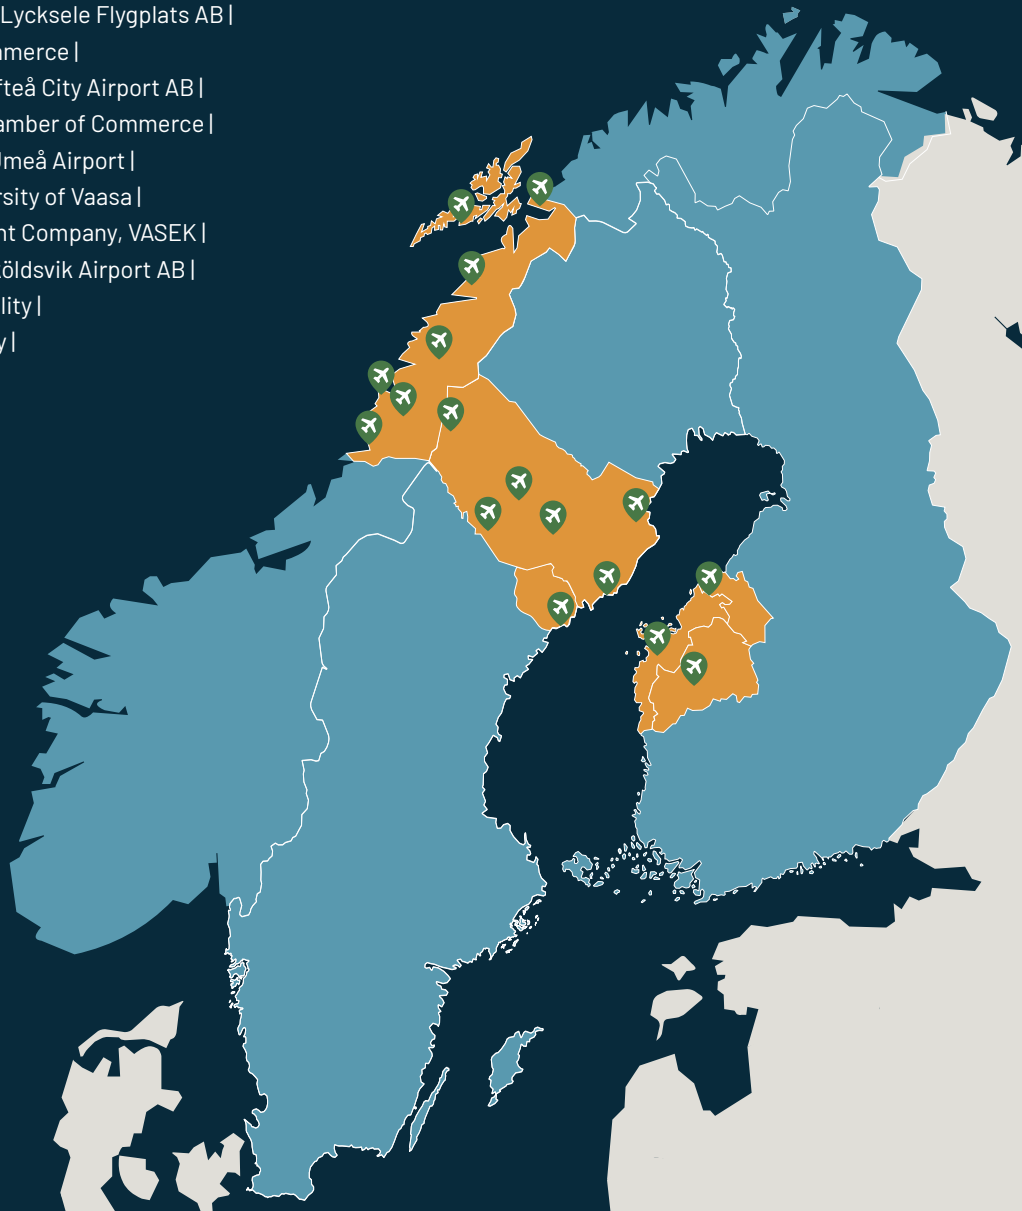 Lycksele Flygplats AB |
merce |
fteå City Airport AB |
amber of Commerce |
Umeå Airport |
rsity of Vaasa |
nt Company, VASEK |
köldsvik Airport AB |
lity |
y |